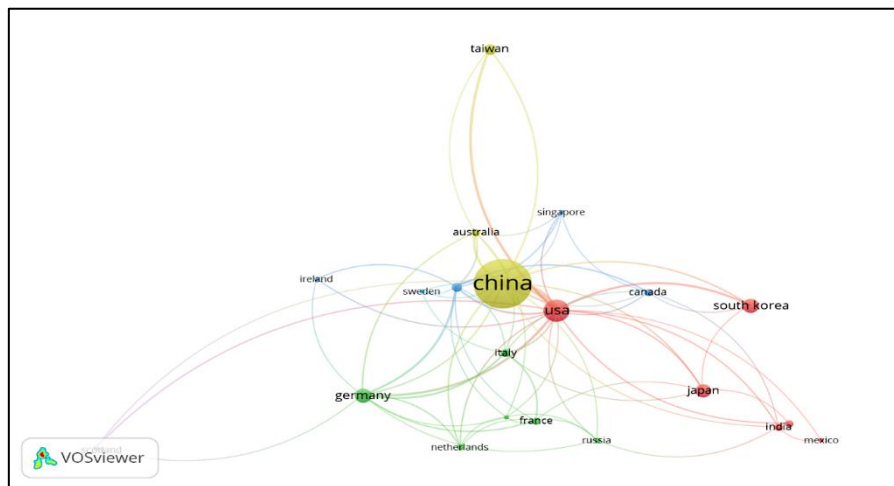 taiwan
singapore
australia
ireland
sweden
china
canada
usa
south korea
italy
germany
japan
france
india
netherlands
russia
mexico
VOSviewer